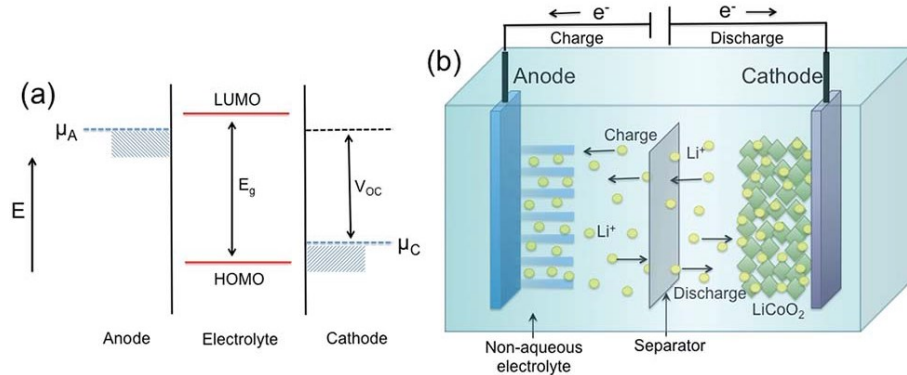 (a)
LUMO
μA
E
Eg
VOC
μC
HOMO
Anode
Electrolyte
Cathode
(b)
e-
e-
Charge
Discharge
Anode
Cathode
Charge
Li+
Li+
Discharge
LiCoO2
Non-aqueous
electrolyte
Separator